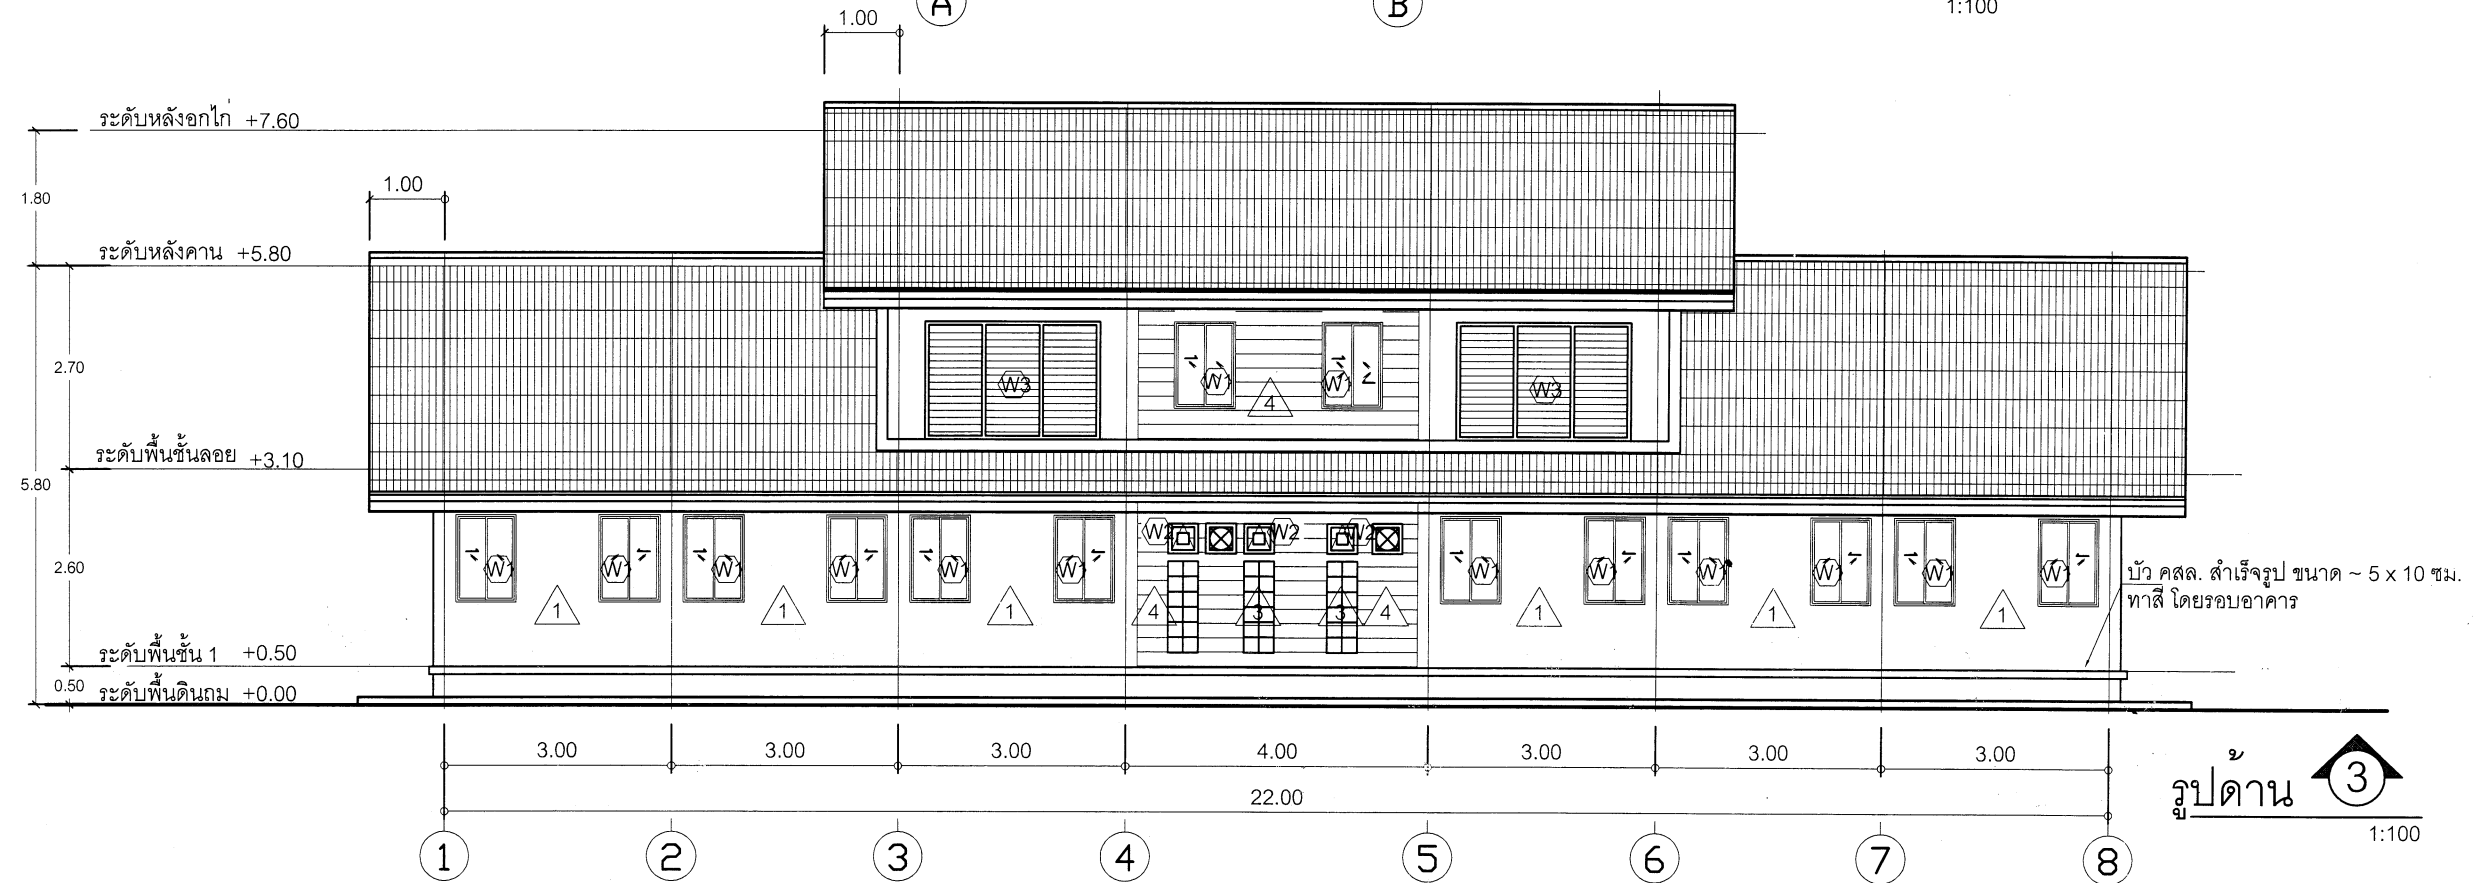 A B 1:100
1.00
ระดับหลังอกไก่ +7.60
1.80
1.00
ระดับหลังคาน +5.80
2.70
W3 W1 W1 W3
4
ระดับพื้นชั้นลอย +3.10
5.80
W2 W2 W2
2.60
W1 W1 W1 W1 W1 W1 W1 W1 W1 W1 W1 W1
บัว คสล. สำเร็จรูป ขนาด ~ 5 x 10 ซม.
ทาสี โดยรอบอาคาร
1 1 1 4 3 3 4 1 1 1
ระดับพื้นชั้น 1 +0.50
0.50
ระดับพื้นดินถม +0.00
3.00 3.00 3.00 4.00 3.00 3.00 3.00
22.00
รูปด้าน 3
1:100
1 2 3 4 5 6 7 8